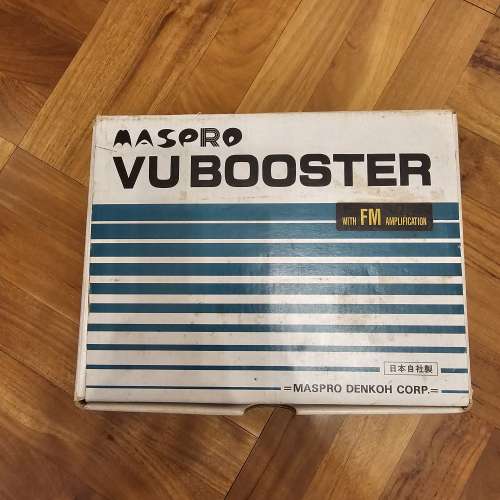 MASPRO
VU BOOSTER
WITH FM AMPLIFICATION
日本自社製
=MASPRO DENKOH CORP.=